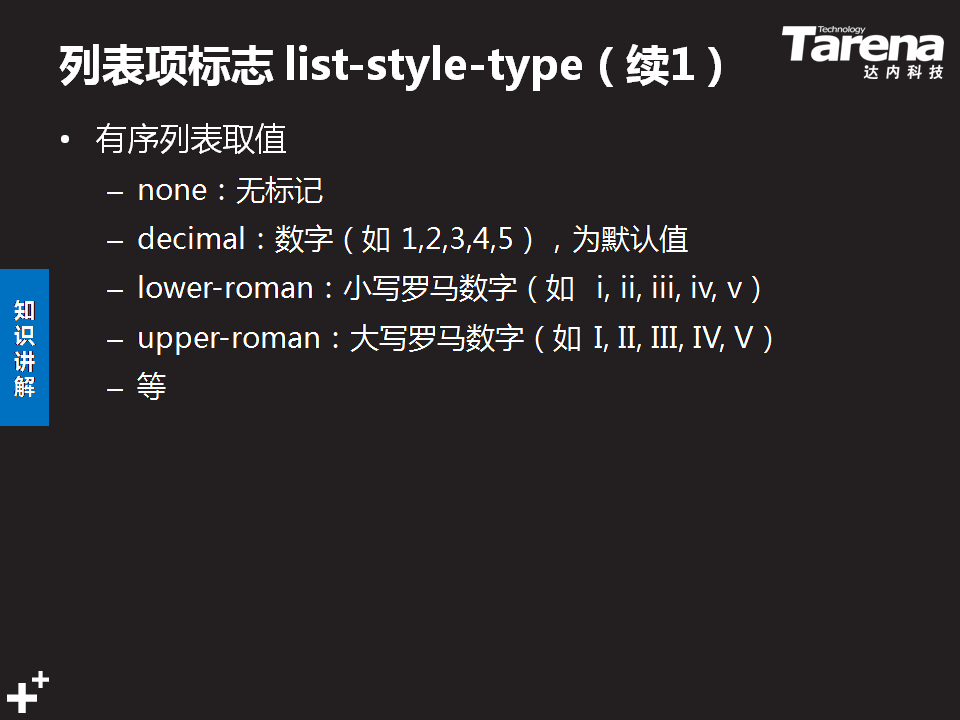 列表项标志 list-style-type（续1）
Technology
Tarena
达内科技
• 有序列表取值
– none：无标记
– decimal：数字（如 1,2,3,4,5），为默认值
– lower-roman：小写罗马数字（如 i, ii, iii, iv, v）
– upper-roman：大写罗马数字（如 I, II, III, IV, V）
– 等
知识讲解